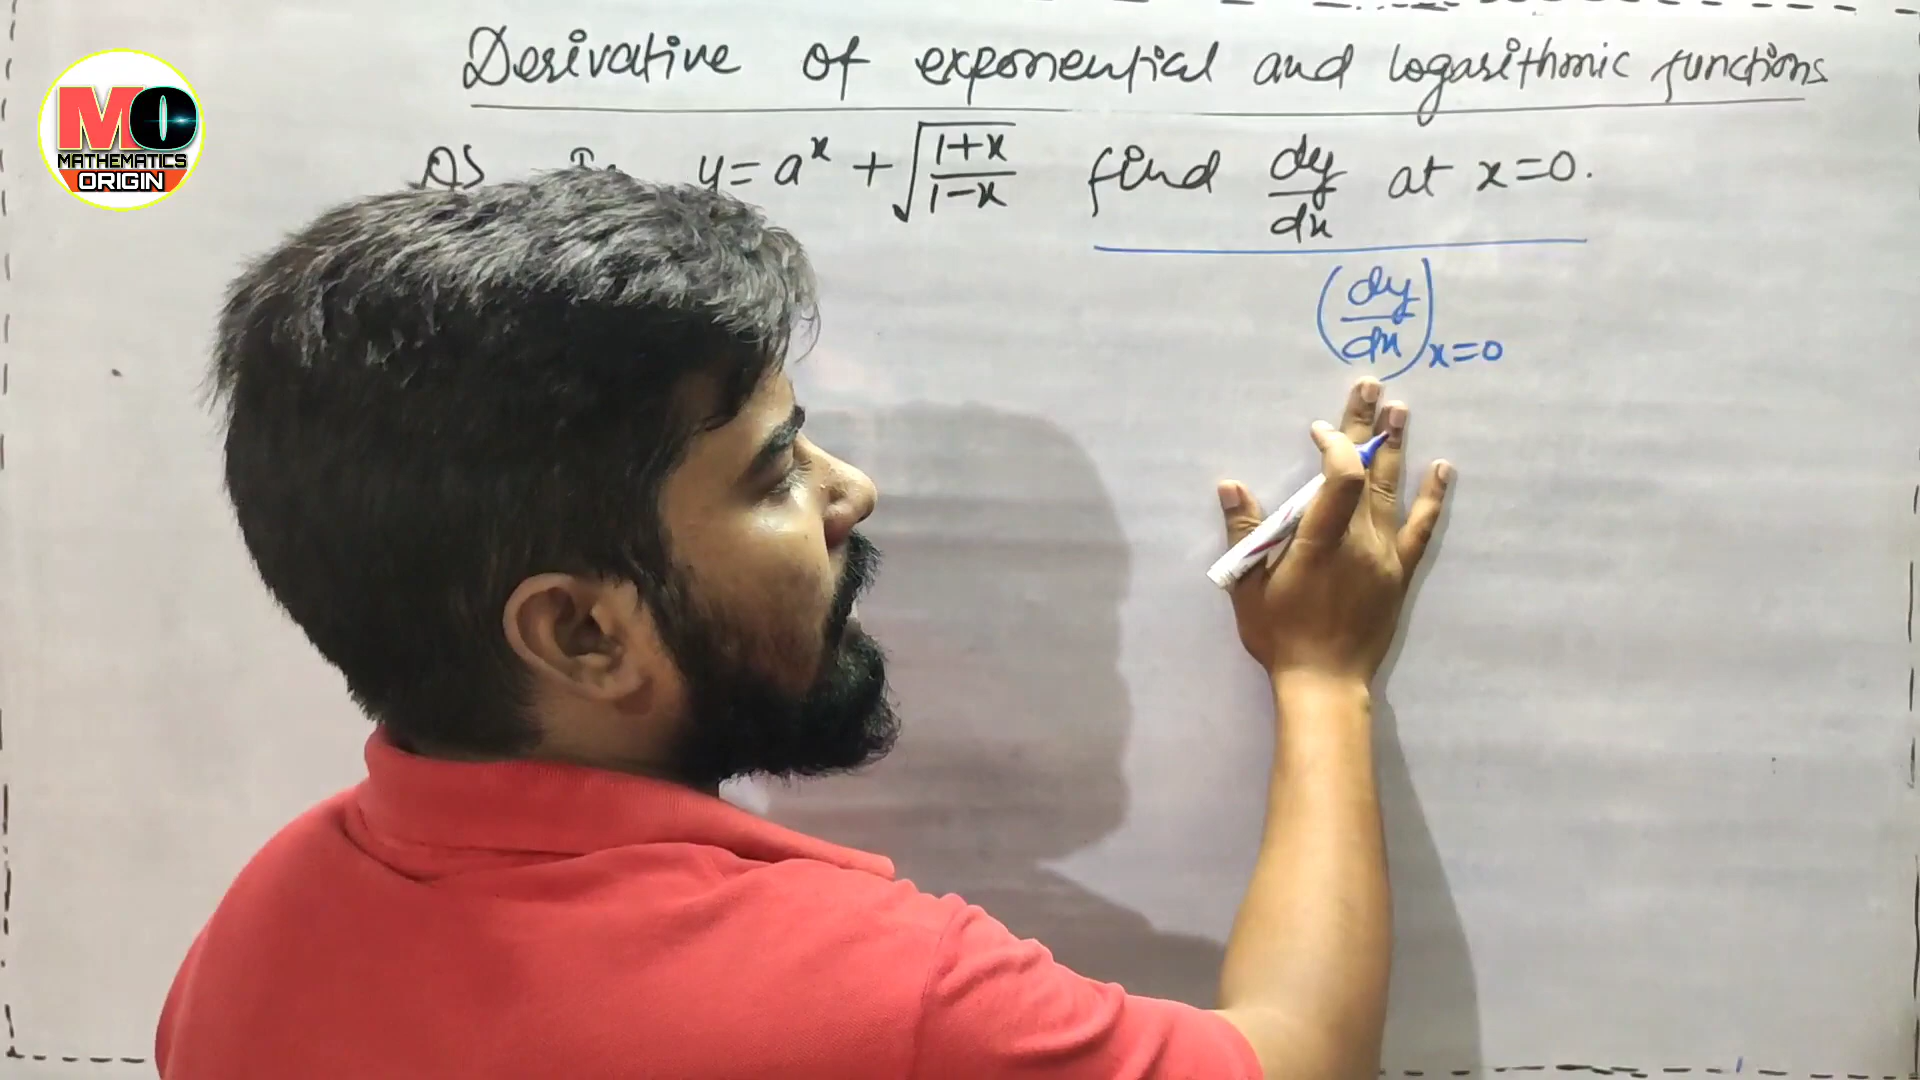 MO
MATHEMATICS
ORIGIN
Derivative of exponential and logarithmic functions
y = a^x + √((1+x)/(1-x)) find dy/dx at x=0.
(dy/dx)x=0